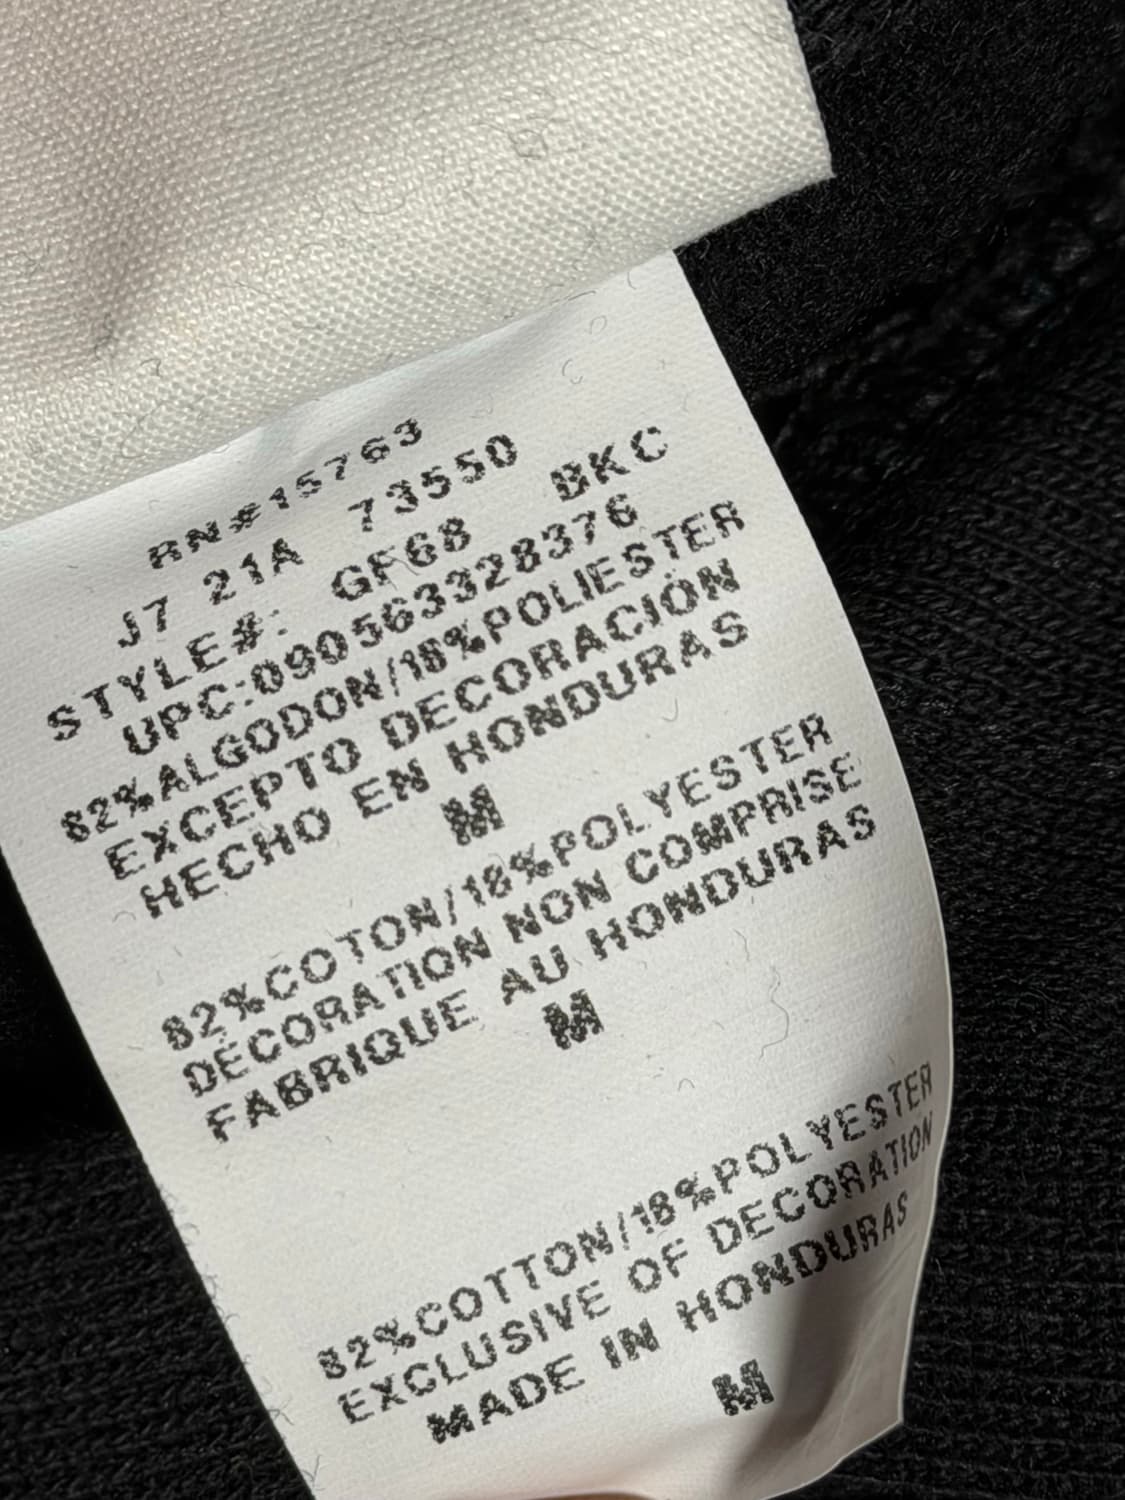 RN#15763
J7 21A 73550
STYLE#: GF68 BKC
UPC:090563328376
82%ALGODON/18%POLIESTER
EXCEPTO DECORACIÓN
HECHO EN HONDURAS
M
82%COTON/18%POLYESTER
DÉCORATION NON COMPRISE
FABRIQUE AU HONDURAS
M
82%COTTON/18%POLYESTER
EXCLUSIVE OF DECORATION
MADE IN HONDURAS
M